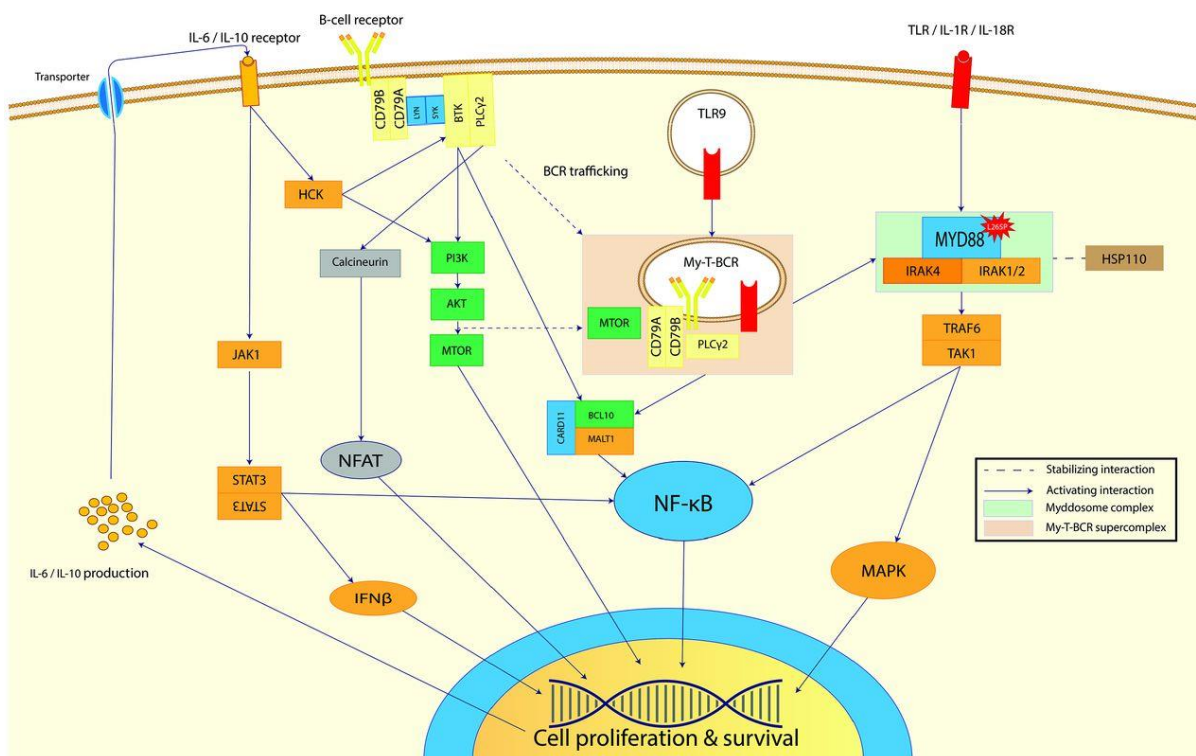 B-cell receptor
TLR / IL-1R / IL-18R
IL-6 / IL-10 receptor
Transporter
CD79B
CD79A
LYN
SYK
BTK
PLCγ2
TLR9
BCR trafficking
HCK
MYD88
L265P
IRAK4
IRAK1/2
HSP110
Calcineurin
PI3K
My-T-BCR
AKT
MTOR
MTOR
CD79A
CD79B
PLCγ2
TRAF6
TAK1
JAK1
CARD11
BCL10
MALT1
NFAT
STAT3
STAT3
NF-κB
Stabilizing interaction
Activating interaction
Myddosome complex
My-T-BCR supercomplex
IL-6 / IL-10 production
IFNβ
MAPK
Cell proliferation & survival